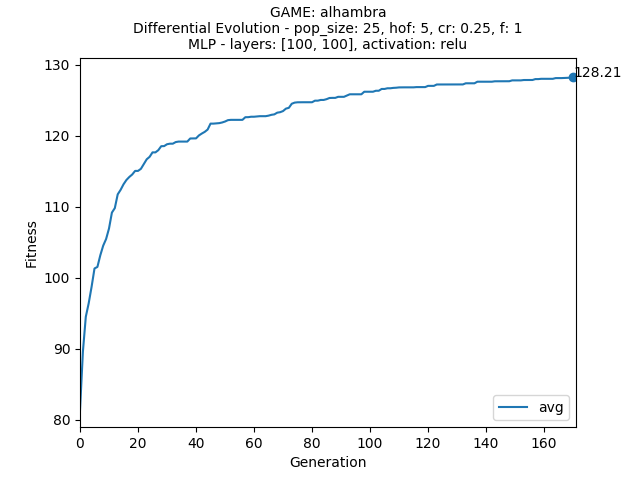 GAME: alhambra
Differential Evolution - pop_size: 25, hof: 5, cr: 0.25, f: 1
MLP - layers: [100, 100], activation: relu
130
120
110
100
90
80
Fitness
128.21
avg
0 20 40 60 80 100 120 140 160
Generation